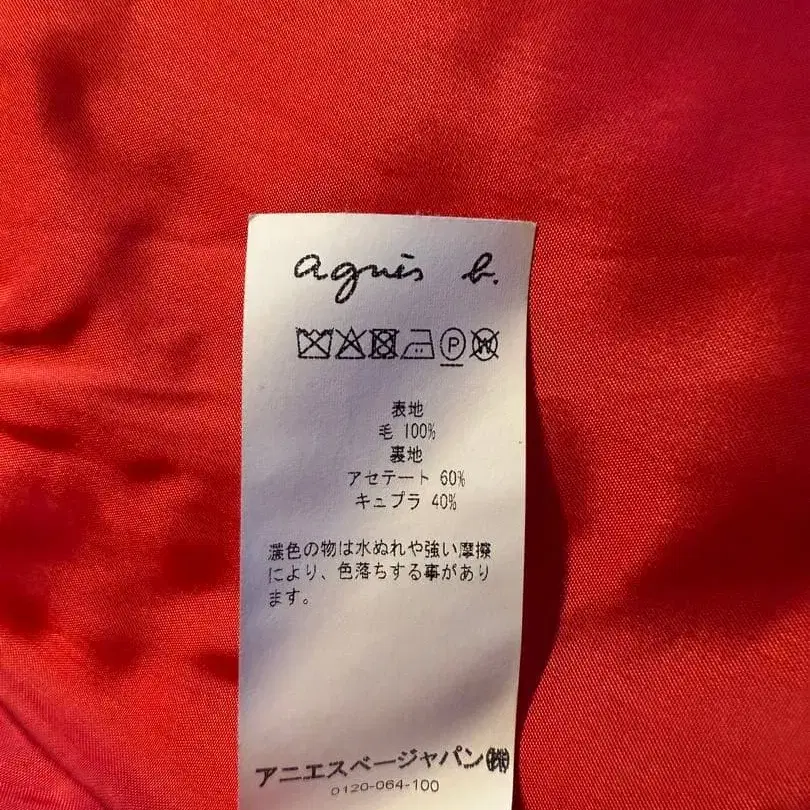 agnès b.
P W
表地
毛 100%
裏地
アセテート 60%
キュプラ 40%
濃色の物は水ぬれや強い摩擦
により、色落ちする事があり
ます。
アニエスベージャパン㈱
0120-064-100